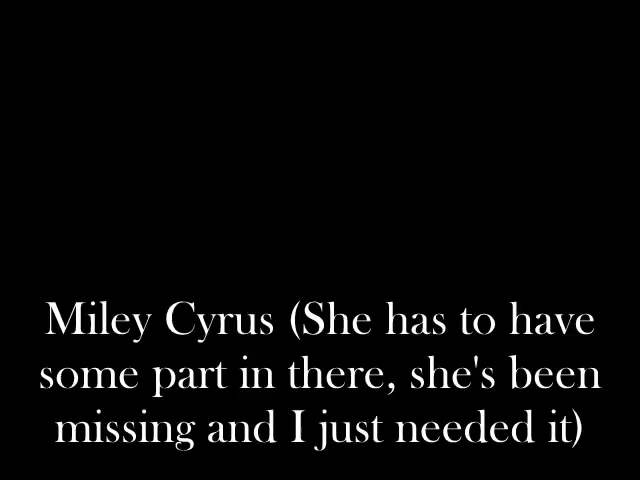 Miley Cyrus (She has to have
some part in there, she's been
missing and I just needed it)